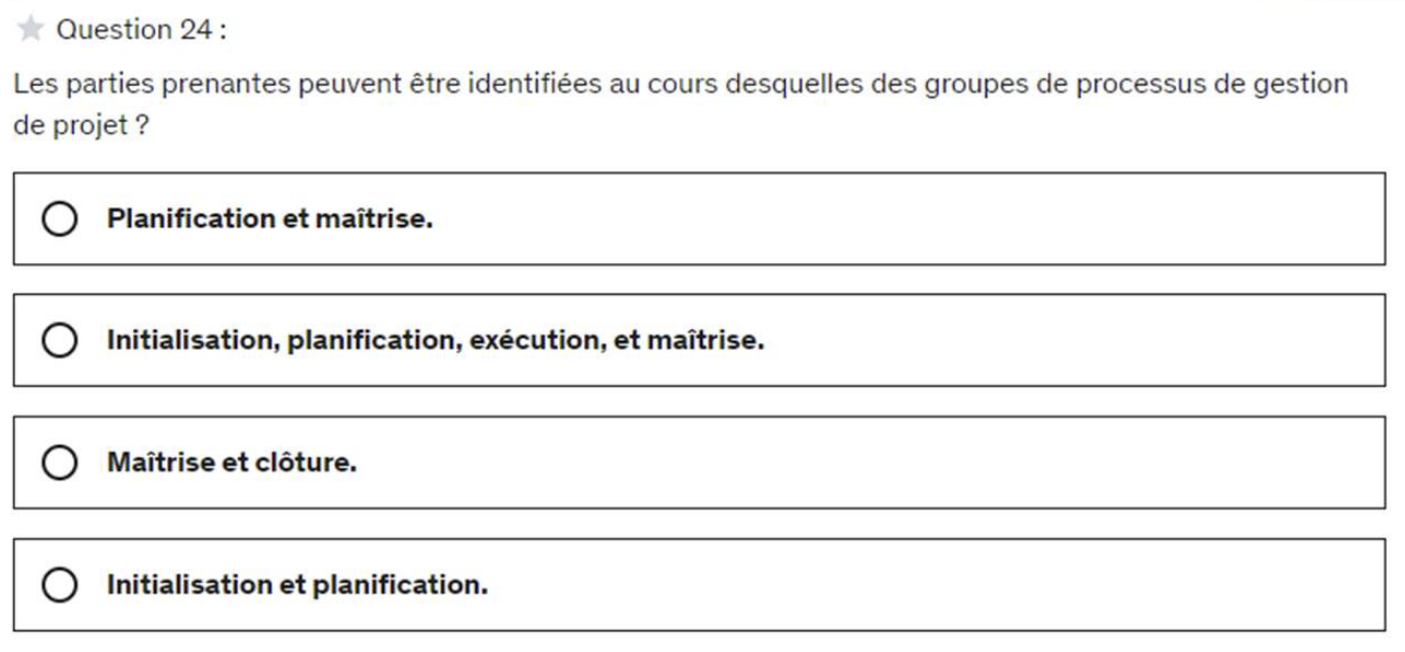 Question 24 :
Les parties prenantes peuvent être identifiées au cours desquelles des groupes de processus de gestion
de projet ?
Planification et maîtrise.
Initialisation, planification, exécution, et maîtrise.
Maîtrise et clôture.
Initialisation et planification.